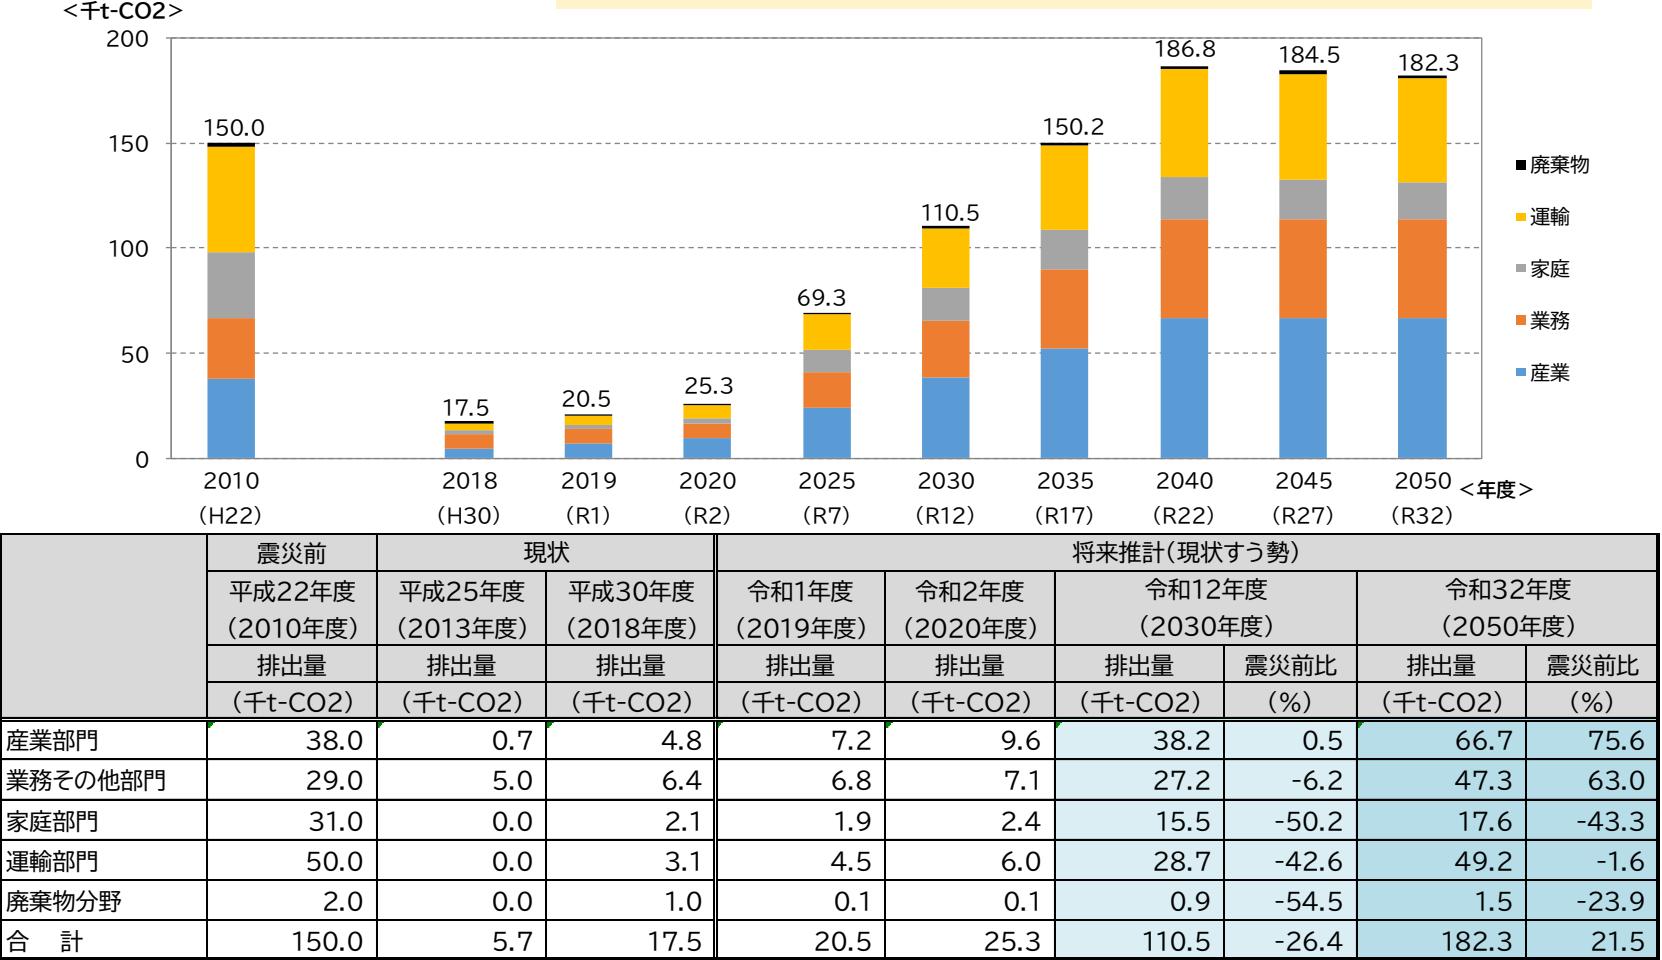 ＜千t-CO2＞
200
150
100
50
0
150.0
17.5
20.5
25.3
69.3
110.5
150.2
186.8
184.5
182.3
廃棄物
運輸
家庭
業務
産業
2010 2018 2019 2020 2025 2030 2035 2040 2045 2050 ＜年度＞
（H22） （H30） （R1） （R2） （R7） （R12） （R17） （R22） （R27） （R32）
震災前 現状 将来推計（現状すう勢）
平成22年度 平成25年度 平成30年度 令和1年度 令和2年度 令和12年度 令和32年度
（2010年度） （2013年度） （2018年度） （2019年度） （2020年度） （2030年度） （2050年度）
排出量 排出量 排出量 排出量 排出量 排出量 震災前比 排出量 震災前比
（千t-CO2） （千t-CO2） （千t-CO2） （千t-CO2） （千t-CO2） （千t-CO2） （%） （千t-CO2） （%）
産業部門 38.0 0.7 4.8 7.2 9.6 38.2 0.5 66.7 75.6
業務その他部門 29.0 5.0 6.4 6.8 7.1 27.2 -6.2 47.3 63.0
家庭部門 31.0 0.0 2.1 1.9 2.4 15.5 -50.2 17.6 -43.3
運輸部門 50.0 0.0 3.1 4.5 6.0 28.7 -42.6 49.2 -1.6
廃棄物分野 2.0 0.0 1.0 0.1 0.1 0.9 -54.5 1.5 -23.9
合　計 150.0 5.7 17.5 20.5 25.3 110.5 -26.4 182.3 21.5